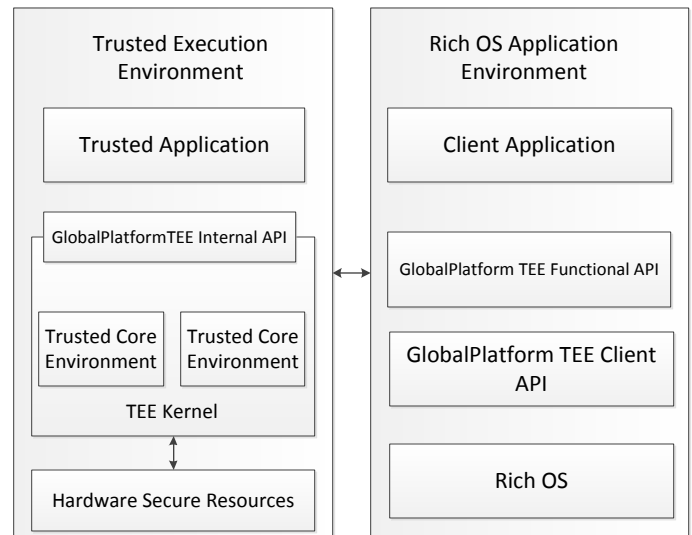 Trusted Execution
Environment
Trusted Application
GlobalPlatformTEE Internal API
Trusted Core
Environment
Trusted Core
Environment
TEE Kernel
Hardware Secure Resources
Rich OS Application
Environment
Client Application
GlobalPlatform TEE Functional API
GlobalPlatform TEE Client
API
Rich OS